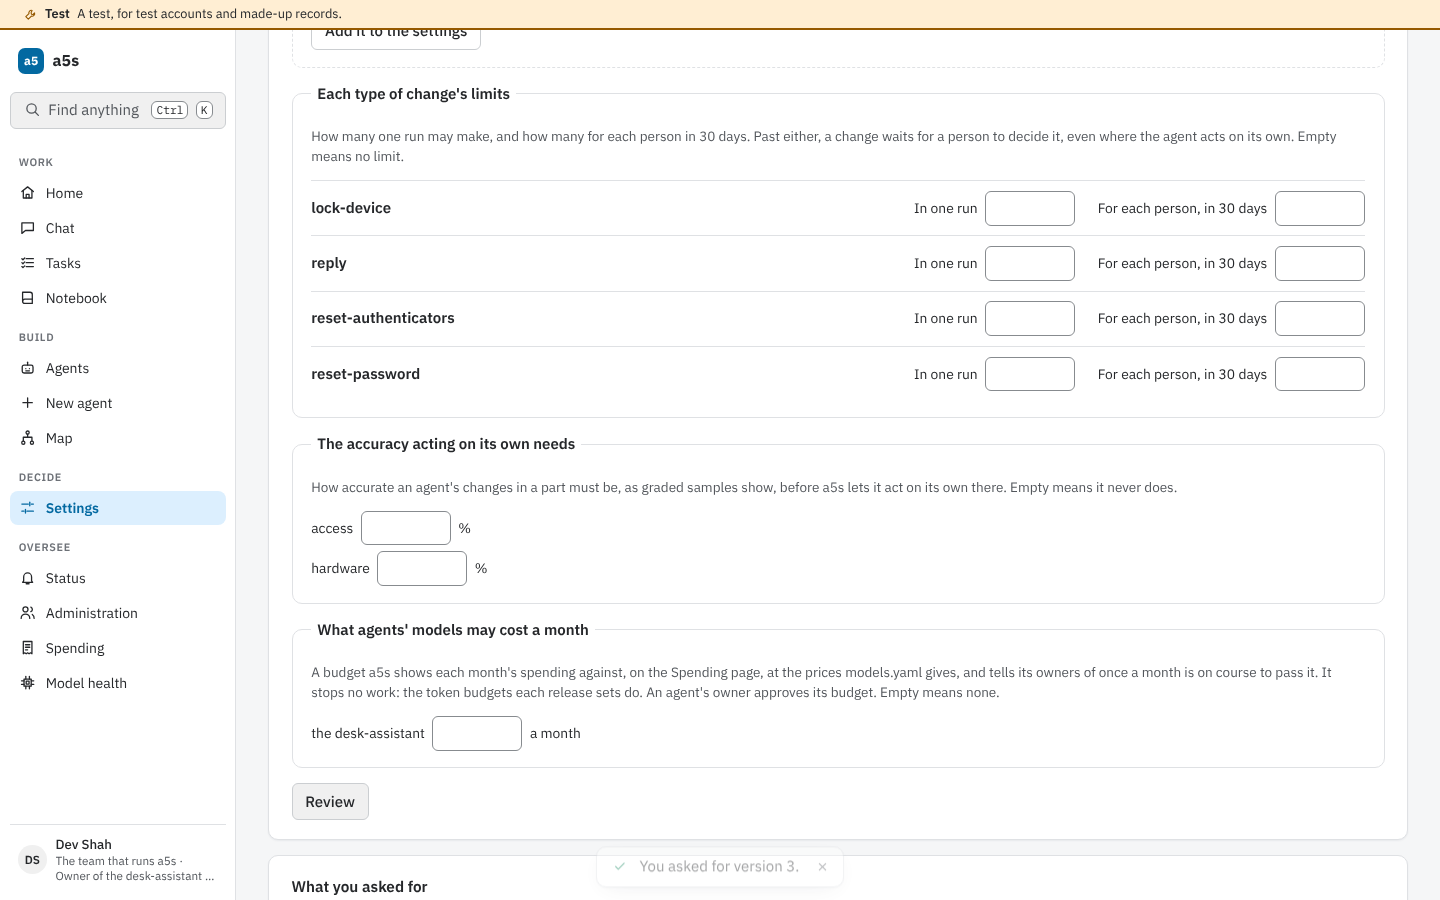 Test A test, for test accounts and made-up records.
a5 a5s
Find anything Ctrl K
WORK
Home
Chat
Tasks
Notebook
BUILD
Agents
New agent
Map
DECIDE
Settings
OVERSEE
Status
Administration
Spending
Model health
DS Dev Shah
The team that runs a5s ·
Owner of the desk-assistant ...
Add it to the settings
Each type of change's limits
How many one run may make, and how many for each person in 30 days. Past either, a change waits for a person to decide it, even where the agent acts on its own. Empty
means no limit.
lock-device In one run For each person, in 30 days
reply In one run For each person, in 30 days
reset-authenticators In one run For each person, in 30 days
reset-password In one run For each person, in 30 days
The accuracy acting on its own needs
How accurate an agent's changes in a part must be, as graded samples show, before a5s lets it act on its own there. Empty means it never does.
access %
hardware %
What agents' models may cost a month
A budget a5s shows each month's spending against, on the Spending page, at the prices models.yaml gives, and tells its owners of once a month is on course to pass it. It
stops no work: the token budgets each release sets do. An agent's owner approves its budget. Empty means none.
the desk-assistant a month
Review
You asked for version 3.
What you asked for